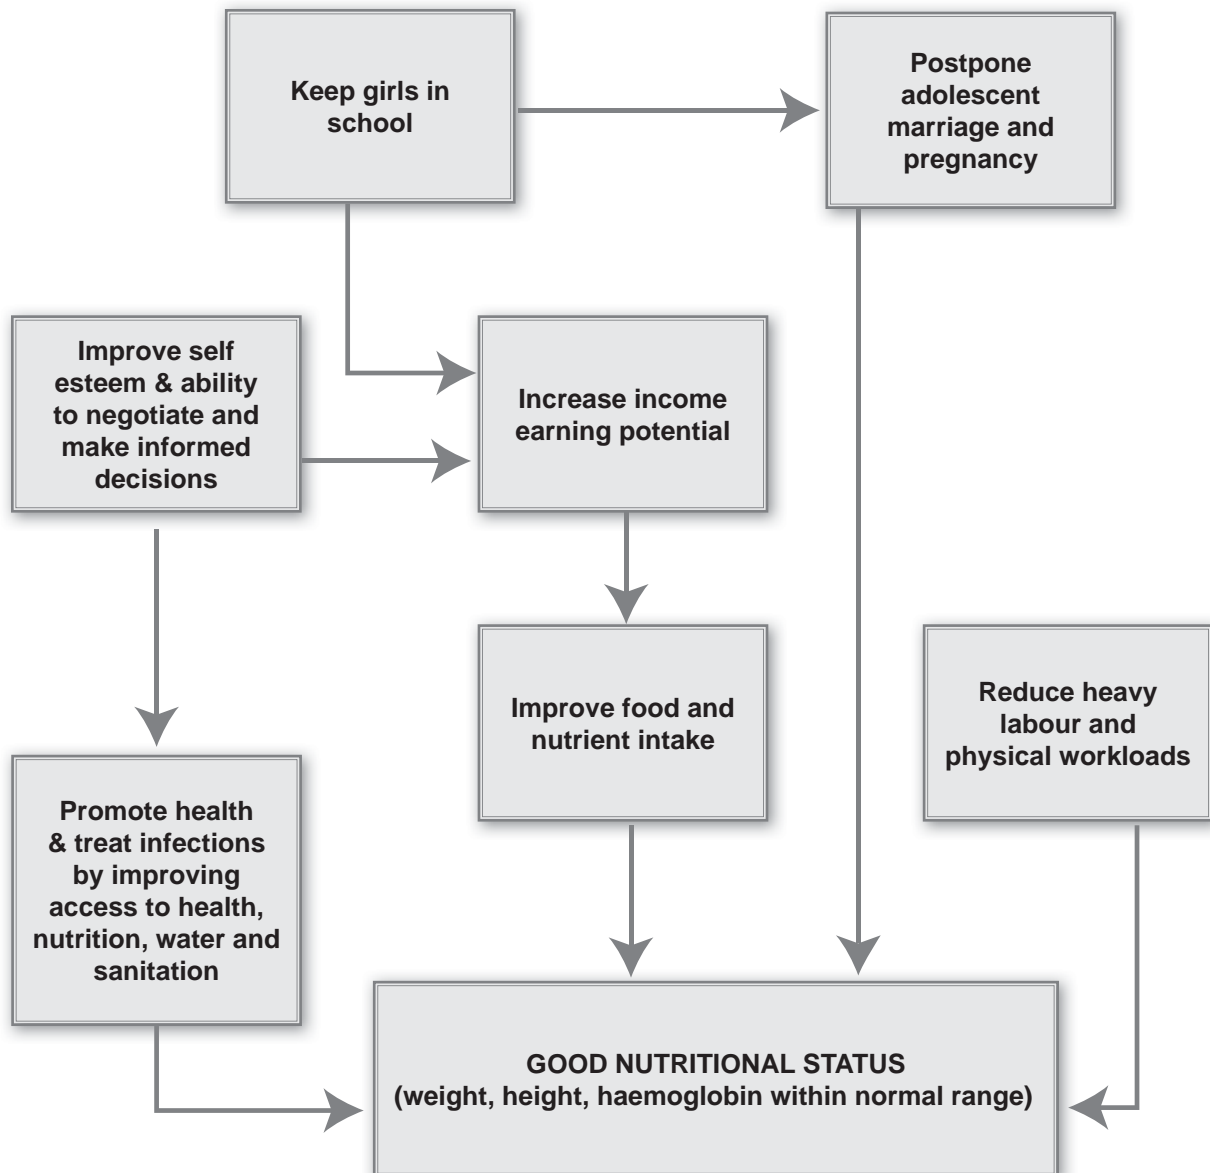 Keep girls in
school
Postpone
adolescent
marriage and
pregnancy
Improve self
esteem & ability
to negotiate and
make informed
decisions
Increase income
earning potential
Improve food and
nutrient intake
Reduce heavy
labour and
physical workloads
Promote health
& treat infections
by improving
access to health,
nutrition, water and
sanitation
GOOD NUTRITIONAL STATUS
(weight, height, haemoglobin within normal range)